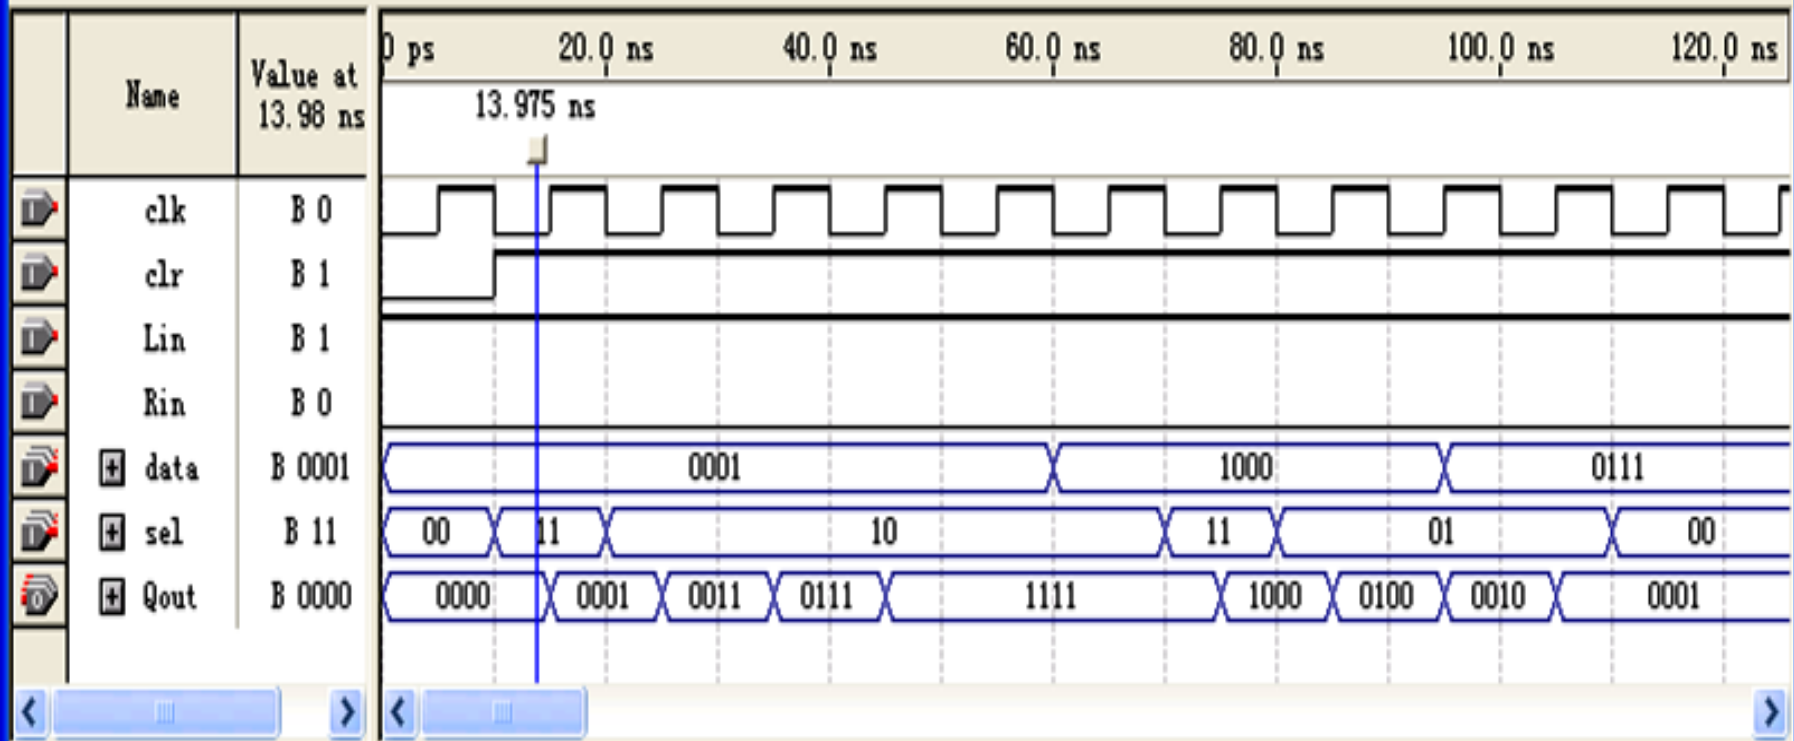 Name Value at 13.98 ns
0 ps 20.0 ns 40.0 ns 60.0 ns 80.0 ns 100.0 ns 120.0 ns
13.975 ns
clk B 0
clr B 1
Lin B 1
Rin B 0
data B 0001 0001 1000 0111
sel B 11 00 11 10 11 01 00
Qout B 0000 0000 0001 0011 0111 1111 1000 0100 0010 0001